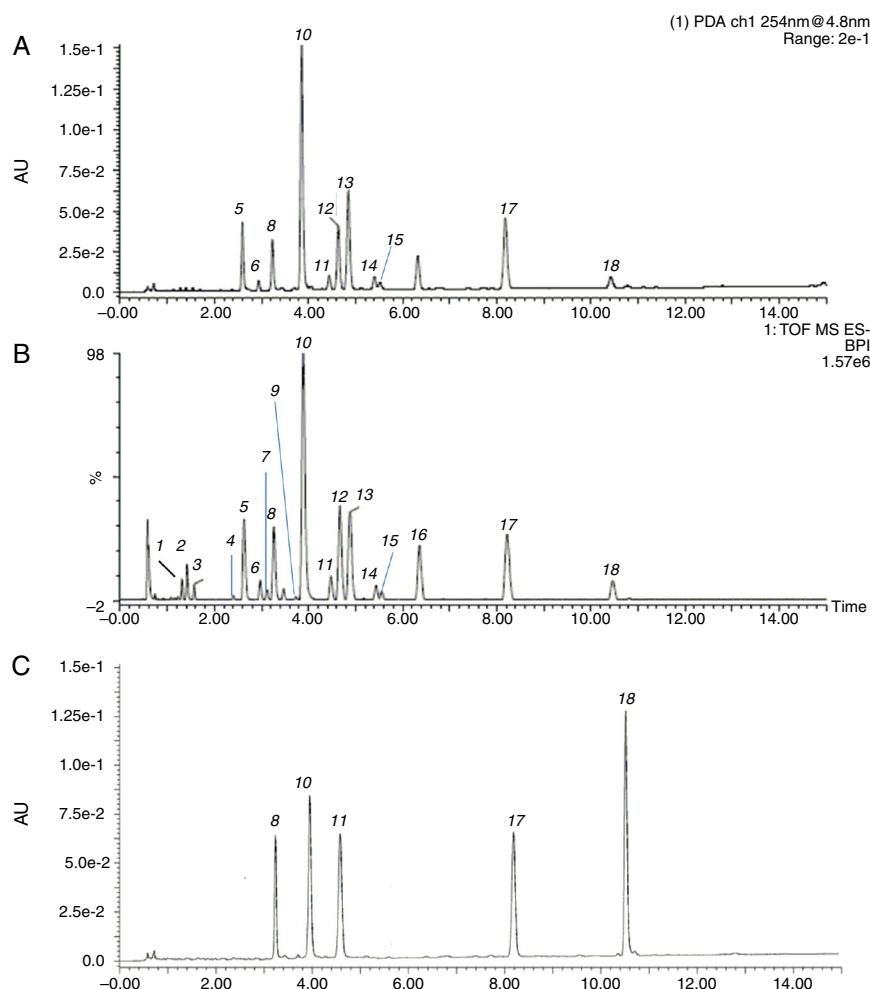 (1) PDA ch1 254nm@4.8nm
Range: 2e-1
A
10
1.5e-1
1.25e-1
1.0e-1
AU
7.5e-2
13
5.0e-2
5
12
17
8
15
2.5e-2
6
11
14
18
0.0
–0.00 2.00 4.00 6.00 8.00 10.00 12.00 14.00
1: TOF MS ES-
BPI
1.57e6
B
98
10
9
7
%
5
12
13
1
2
3
4
8
15
16
17
6
11
14
18
–2
Time
–0.00 2.00 4.00 6.00 8.00 10.00 12.00 14.00
C
1.5e-1
18
1.25e-1
1.0e-1
10
AU
8
11
17
7.5e-2
5.0e-2
2.5e-2
0.0
–0.00 2.00 4.00 6.00 8.00 10.00 12.00 14.00